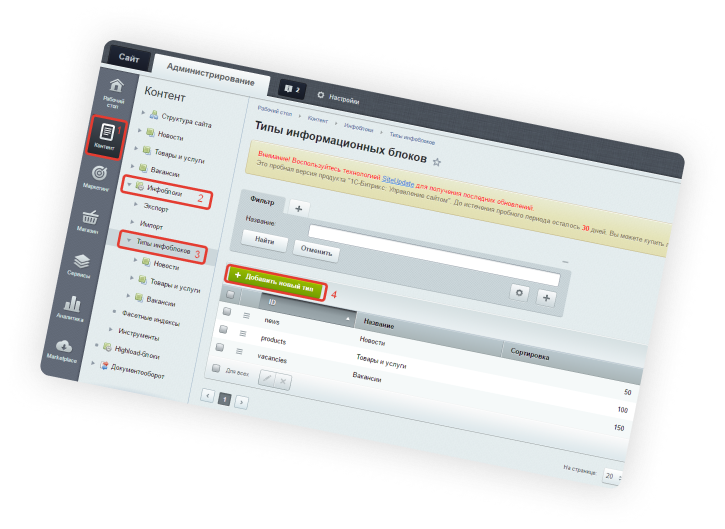 Сайт
Администрирование
2
Настройки
Рабочий
стол
1
Контент
Маркетинг
Магазин
Сервисы
Аналитика
Marketplace
Контент
Структура сайта
Новости
Товары и услуги
Вакансии
Инфоблоки 2
Экспорт
Импорт
Типы инфоблоков 3
Новости
Товары и услуги
Вакансии
Фасетные индексы
Инструменты
Highload-блоки
Документооборот
Рабочий стол Контент Инфоблоки Типы инфоблоков
Типы информационных блоков
Внимание! Воспользуйтесь технологией SiteUpdate для получения последних обновлений.
Это пробная версия продукта "1С-Битрикс: Управление сайтом". До истечения пробного периода осталось 30 дней. Вы можете купить
Фильтр +
Название:
Найти Отменить
+ Добавить новый тип 4
ID Название Сортировка
news Новости 50
products Товары и услуги 100
vacancies Вакансии 150
Для всех
1
На странице: 20